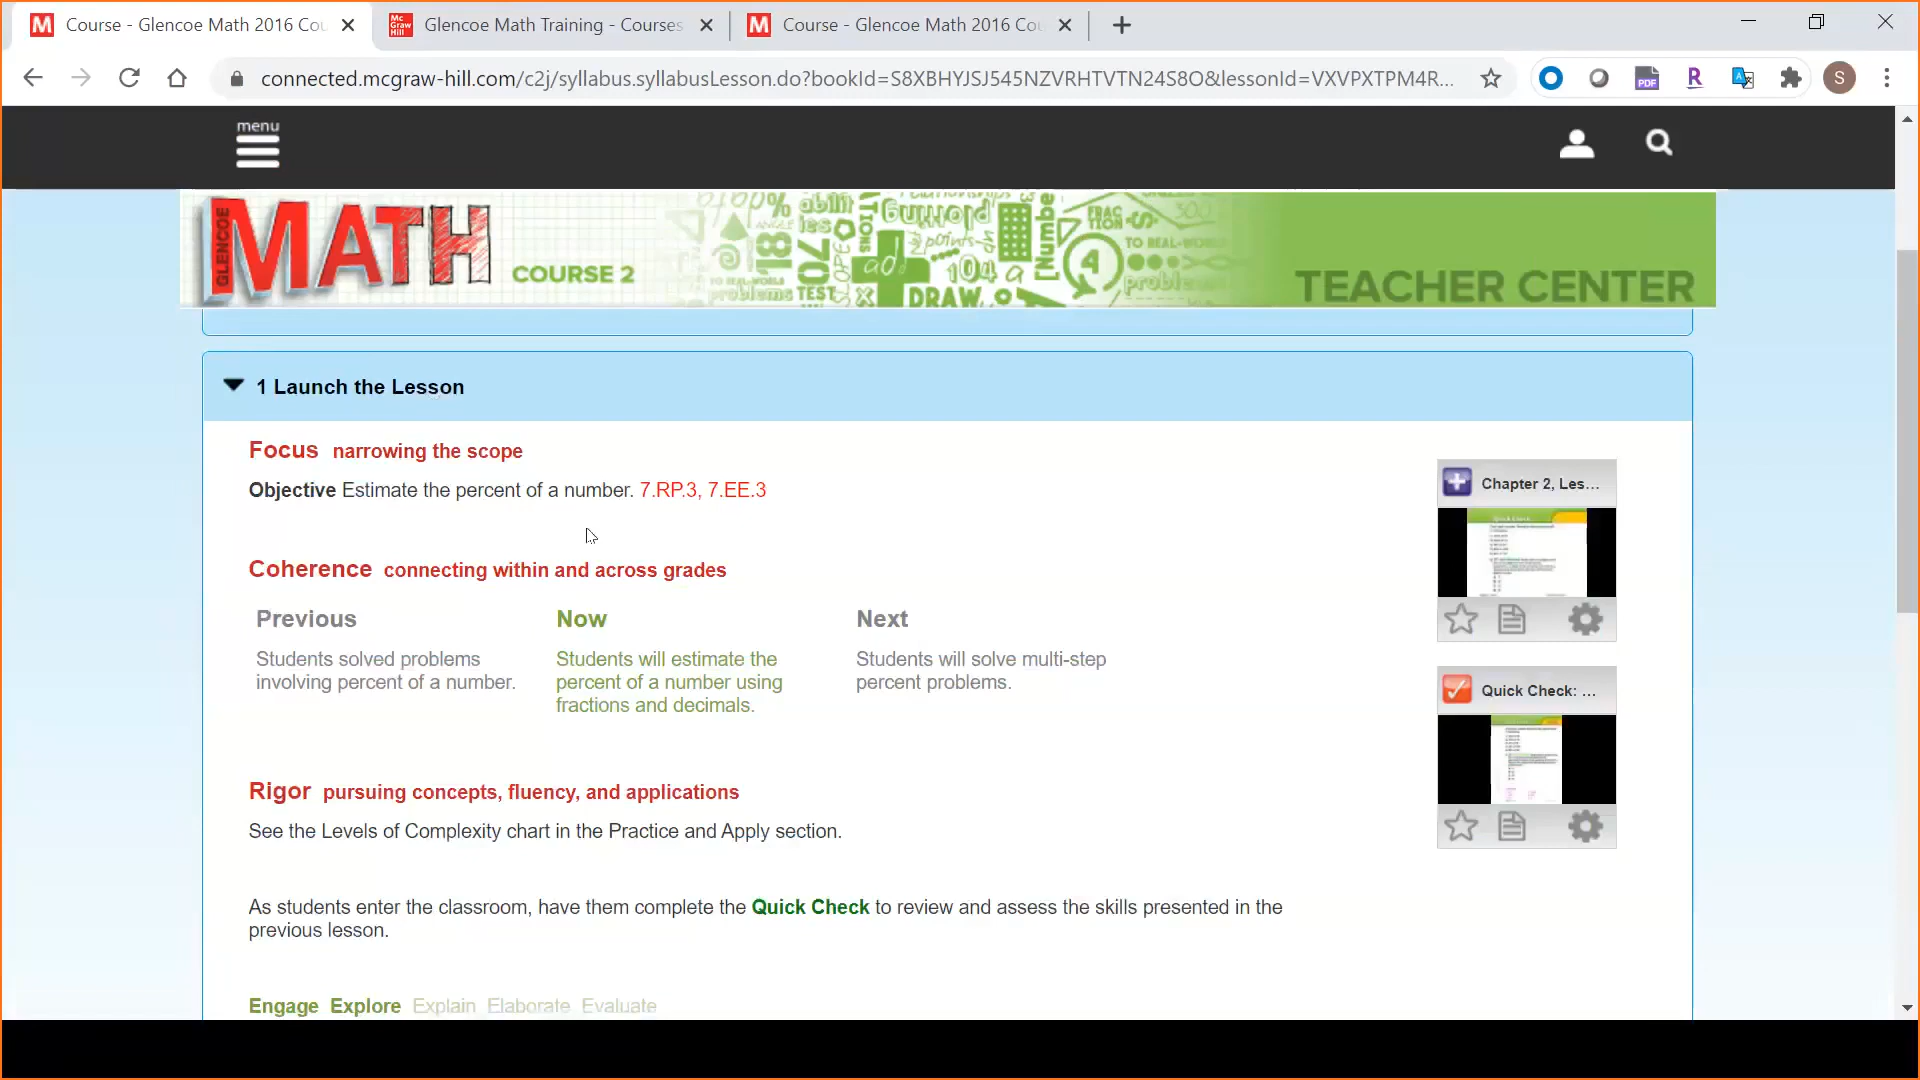 Course - Glencoe Math 2016 Cou
Glencoe Math Training - Courses
Course - Glencoe Math 2016 Co
connected.mcgraw-hill.com/c2j/syllabus.syllabusLesson.do?bookId=S8XBHYJSJ545NZVRHTVTN24S8O&lessonId=VXVPXTPM4R...
PDF
R
S
menu
GLENCOE MATH COURSE 2
TEACHER CENTER
1 Launch the Lesson
Focus narrowing the scope
Objective Estimate the percent of a number. 7.RP.3, 7.EE.3
Coherence connecting within and across grades
Previous
Students solved problems
involving percent of a number.
Now
Students will estimate the
percent of a number using
fractions and decimals.
Next
Students will solve multi-step
percent problems.
Rigor pursuing concepts, fluency, and applications
See the Levels of Complexity chart in the Practice and Apply section.
As students enter the classroom, have them complete the Quick Check to review and assess the skills presented in the
previous lesson.
Engage Explore Explain Elaborate Evaluate
Chapter 2, Les...
Quick Check: ...